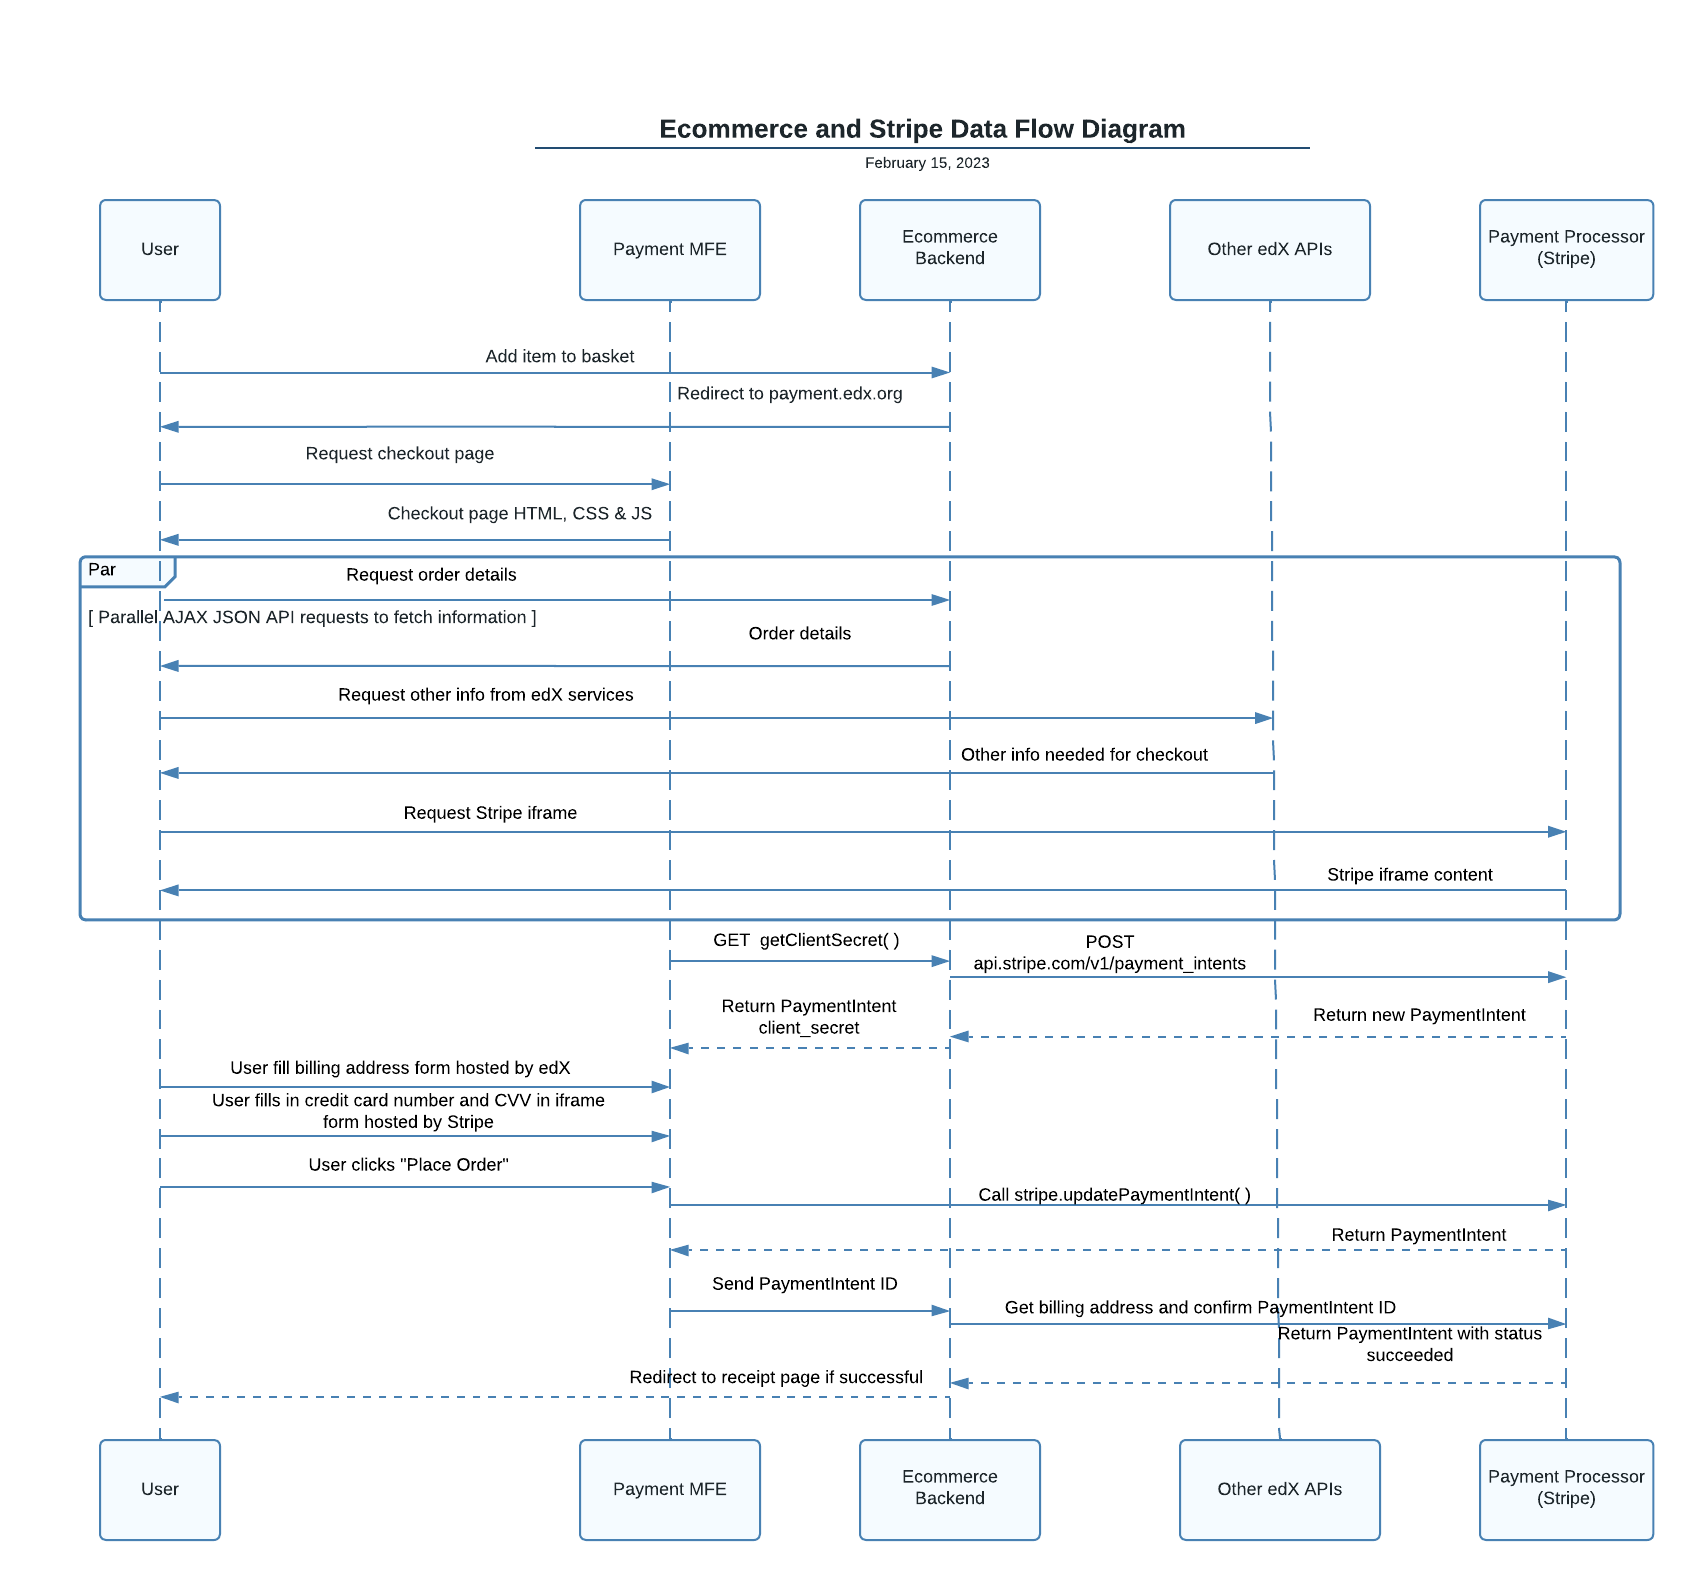 Ecommerce and Stripe Data Flow Diagram
February 15, 2023
User
Payment MFE
Ecommerce
Backend
Other edX APIs
Payment Processor
(Stripe)
Add item to basket
Redirect to payment.edx.org
Request checkout page
Checkout page HTML, CSS & JS
Par
Request order details
[ Parallel AJAX JSON API requests to fetch information ]
Order details
Request other info from edX services
Other info needed for checkout
Request Stripe iframe
Stripe iframe content
GET  getClientSecret( )
POST
api.stripe.com/v1/payment_intents
Return PaymentIntent
client_secret
Return new PaymentIntent
User fill billing address form hosted by edX
User fills in credit card number and CVV in iframe
form hosted by Stripe
User clicks "Place Order"
Call stripe.updatePaymentIntent( )
Return PaymentIntent
Send PaymentIntent ID
Get billing address and confirm PaymentIntent ID
Return PaymentIntent with status
succeeded
Redirect to receipt page if successful
User
Payment MFE
Ecommerce
Backend
Other edX APIs
Payment Processor
(Stripe)